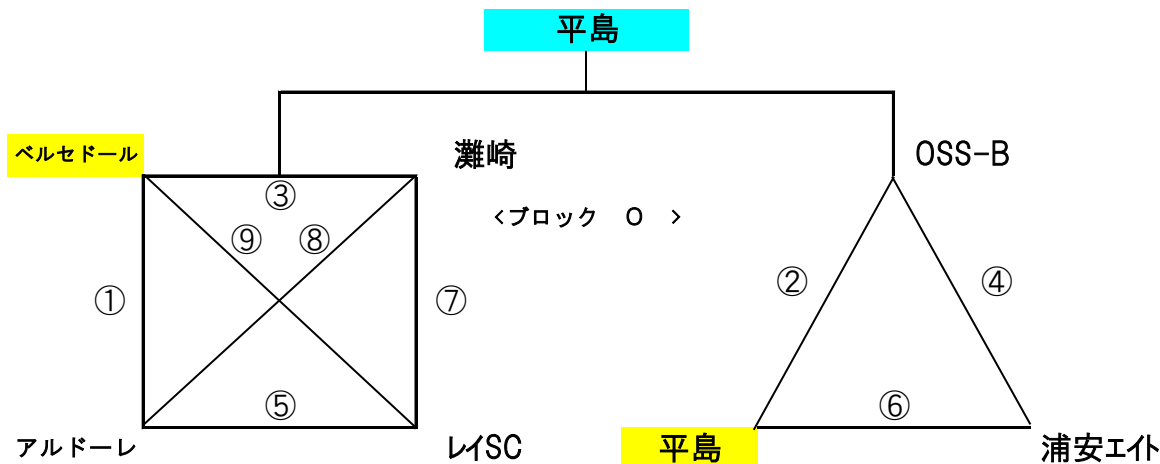 平島
ベルセドール
灘崎
OSS-B
③
<ブロック O >
⑨ ⑧
① ⑦
② ④
⑤
⑥
アルドーレ
レイSC
平島
浦安エイト